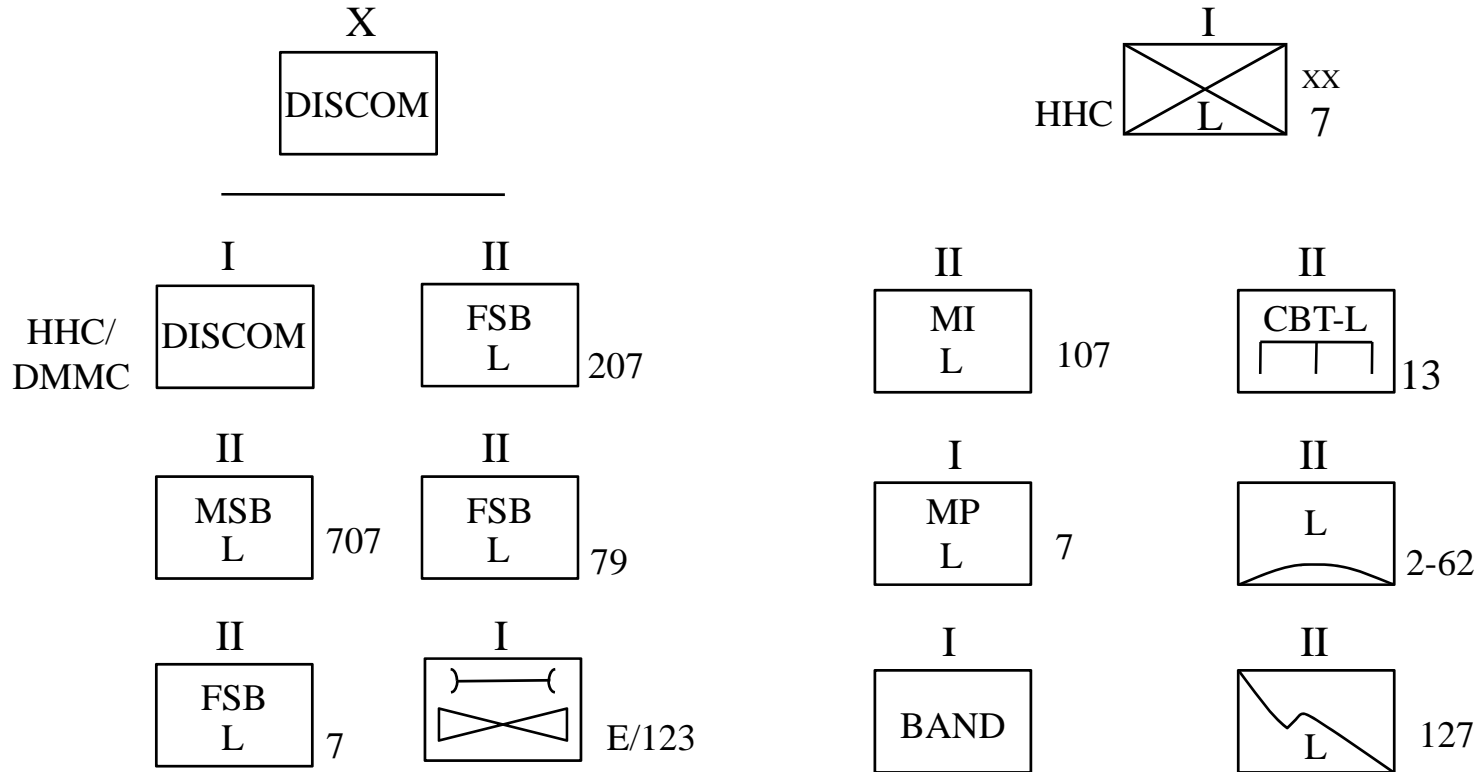 X
DISCOM
I
HHC/
DMMC
DISCOM
II
FSB
L
207
II
MSB
L
707
II
FSB
L
79
II
FSB
L
7
I
E/123
I
HHC
L
XX
7
II
MI
L
107
II
CBT-L
13
I
MP
L
7
II
L
2-62
I
BAND
II
L
127